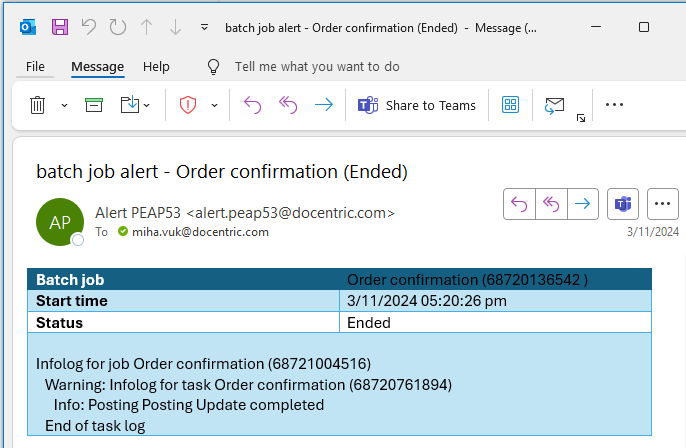 batch job alert - Order confirmation (Ended) - Message (...
File Message Help Tell me what you want to do
Share to Teams
batch job alert - Order confirmation (Ended)
AP
Alert PEAP53 <alert.peap53@docentric.com>
To miha.vuk@docentric.com
3/11/2024
Batch job Order confirmation (68720136542 )
Start time 3/11/2024 05:20:26 pm
Status Ended
Infolog for job Order confirmation (68721004516)
Warning: Infolog for task Order confirmation (68720761894)
Info: Posting Posting Update completed
End of task log